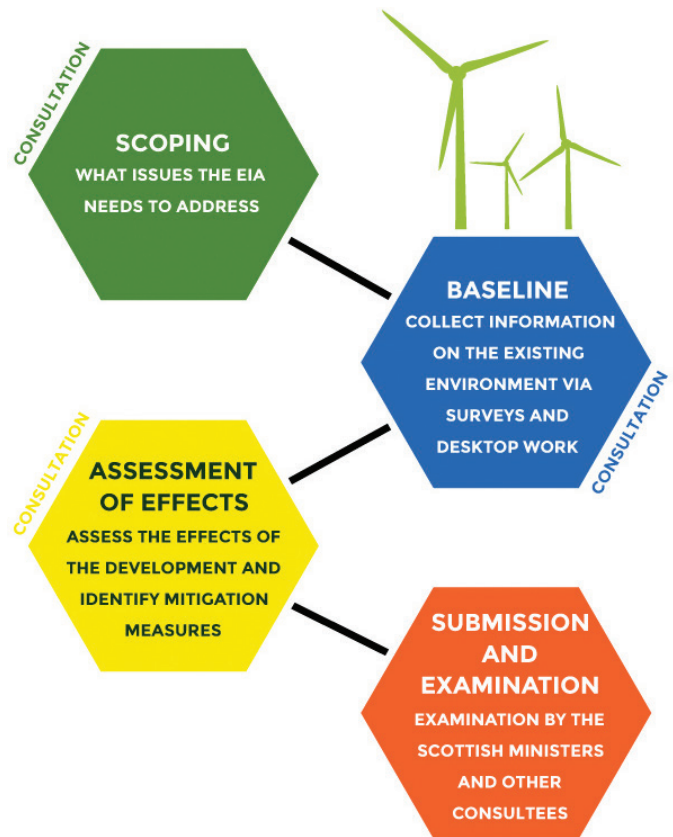 CONSULTATION
SCOPING
WHAT ISSUES THE EIA
NEEDS TO ADDRESS
BASELINE
COLLECT INFORMATION
ON THE EXISTING
ENVIRONMENT VIA
SURVEYS AND
DESKTOP WORK
CONSULTATION
CONSULTATION
ASSESSMENT
OF EFFECTS
ASSESS THE EFFECTS OF
THE DEVELOPMENT AND
IDENTIFY MITIGATION
MEASURES
SUBMISSION
AND
EXAMINATION
EXAMINATION BY THE
SCOTTISH MINISTERS
AND OTHER
CONSULTEES